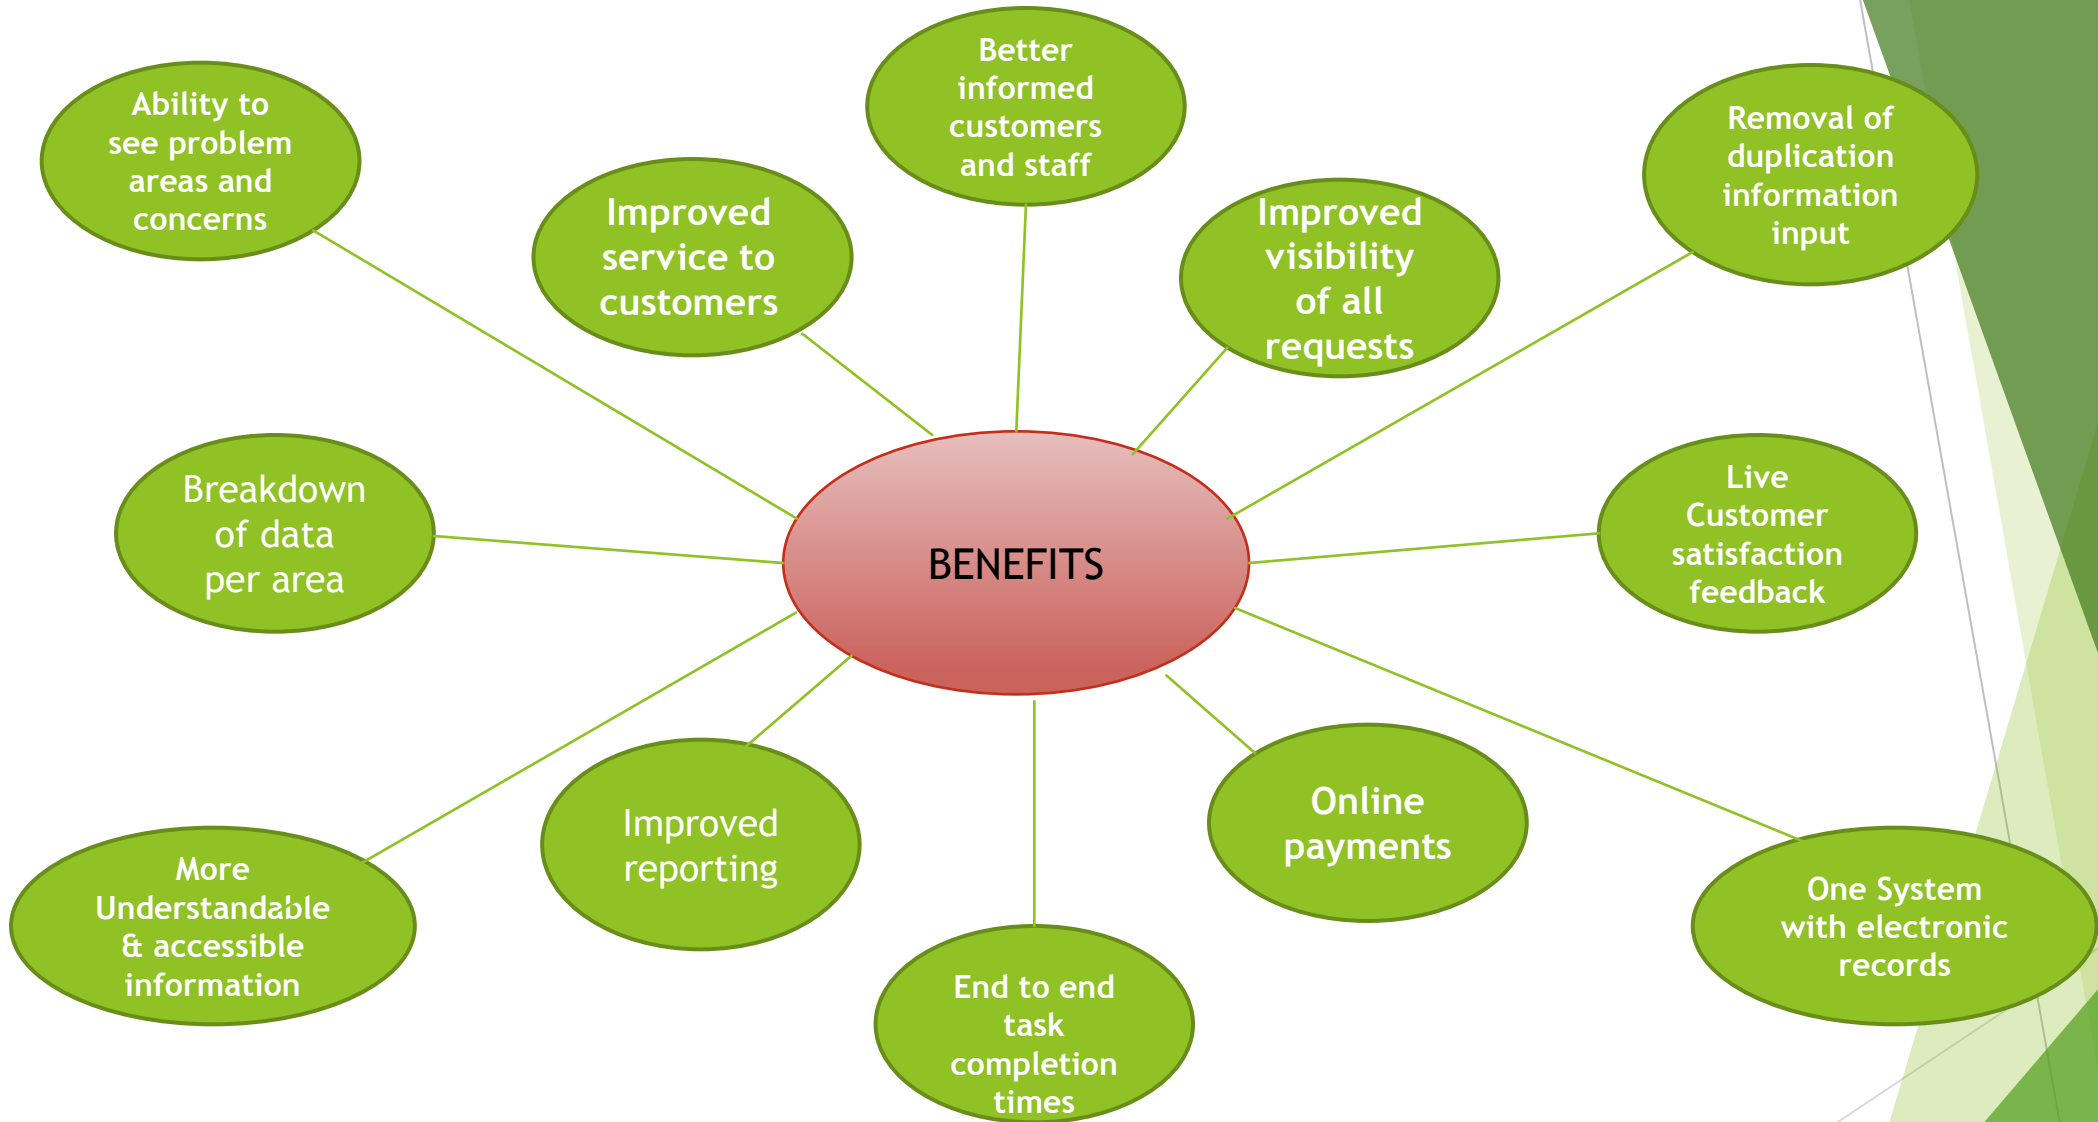 Better
informed
customers
and staff
Ability to
see problem
areas and
concerns
Removal of
duplication
information
input
Improved
service to
customers
Improved
visibility
of all
requests
Breakdown
of data
per area
BENEFITS
Live
Customer
satisfaction
feedback
More
Understandable
& accessible
information
Improved
reporting
Online
payments
One System
with electronic
records
End to end
task
completion
times